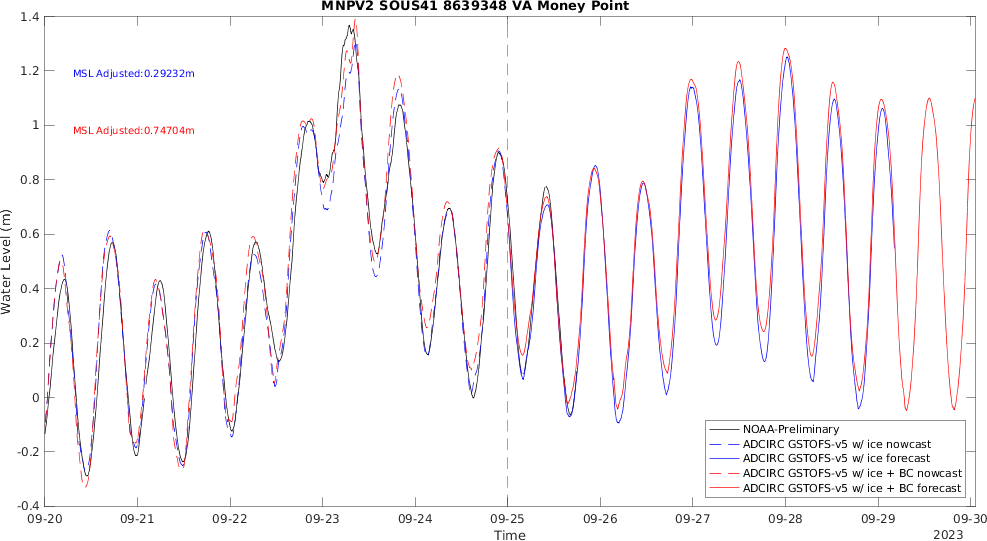 MNPV2 SOUS41 8639348 VA Money Point
1.4
1.2
1
0.8
0.6
0.4
0.2
0
-0.2
-0.4
Water Level (m)
MSL Adjusted:0.29232m
MSL Adjusted:0.74704m
NOAA-Preliminary
ADCIRC GSTOFS-v5 w/ ice nowcast
ADCIRC GSTOFS-v5 w/ ice forecast
ADCIRC GSTOFS-v5 w/ ice + BC nowcast
ADCIRC GSTOFS-v5 w/ ice + BC forecast
09-20 09-21 09-22 09-23 09-24 09-25 09-26 09-27 09-28 09-29 09-30
Time
2023